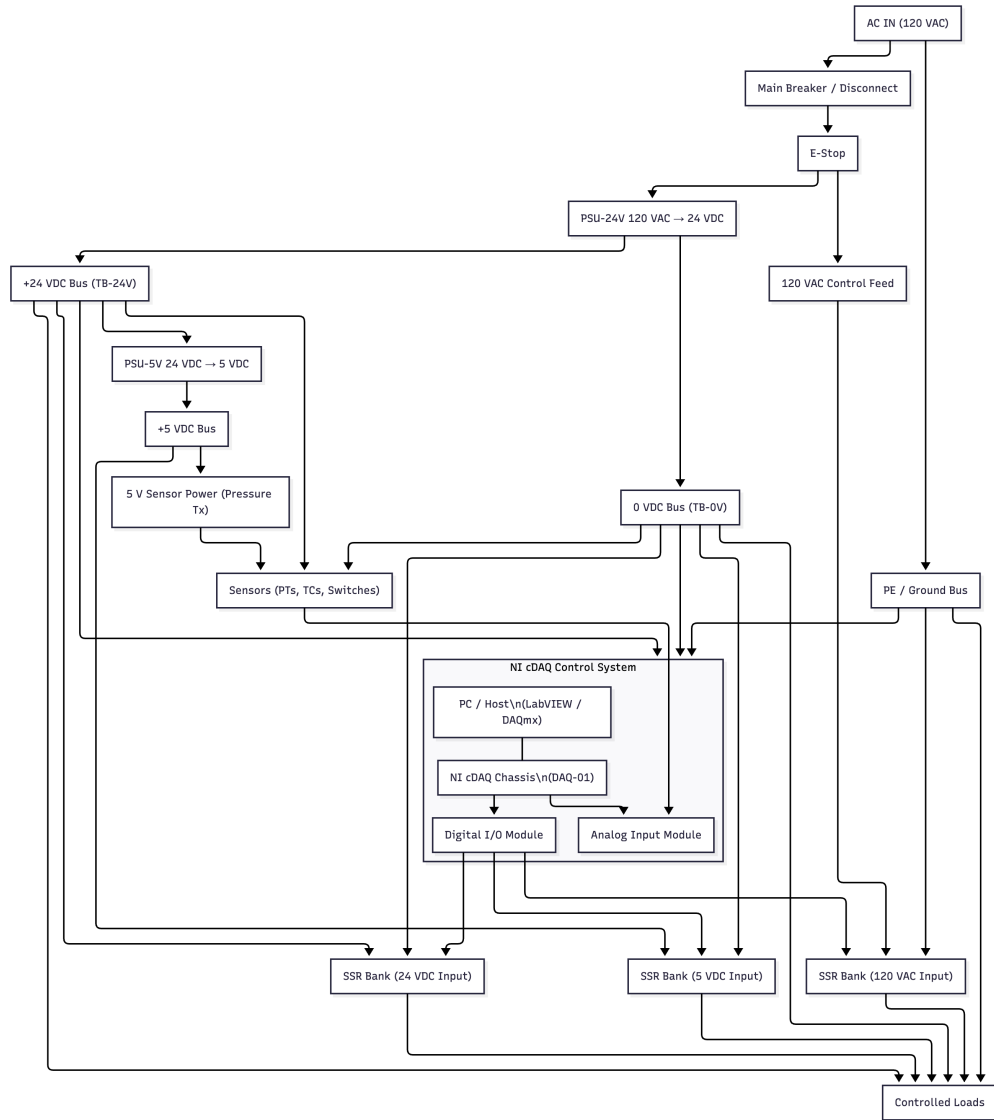 AC IN (120 VAC)
Main Breaker / Disconnect
E-Stop
PSU-24V 120 VAC → 24 VDC
+24 VDC Bus (TB-24V)
120 VAC Control Feed
PSU-5V 24 VDC → 5 VDC
+5 VDC Bus
5 V Sensor Power (Pressure
Tx)
0 VDC Bus (TB-0V)
Sensors (PTs, TCs, Switches)
PE / Ground Bus
NI cDAQ Control System
PC / Host\n(LabVIEW /
DAQmx)
NI cDAQ Chassis\n(DAQ-01)
Digital I/O Module
Analog Input Module
SSR Bank (24 VDC Input)
SSR Bank (5 VDC Input)
SSR Bank (120 VAC Input)
Controlled Loads